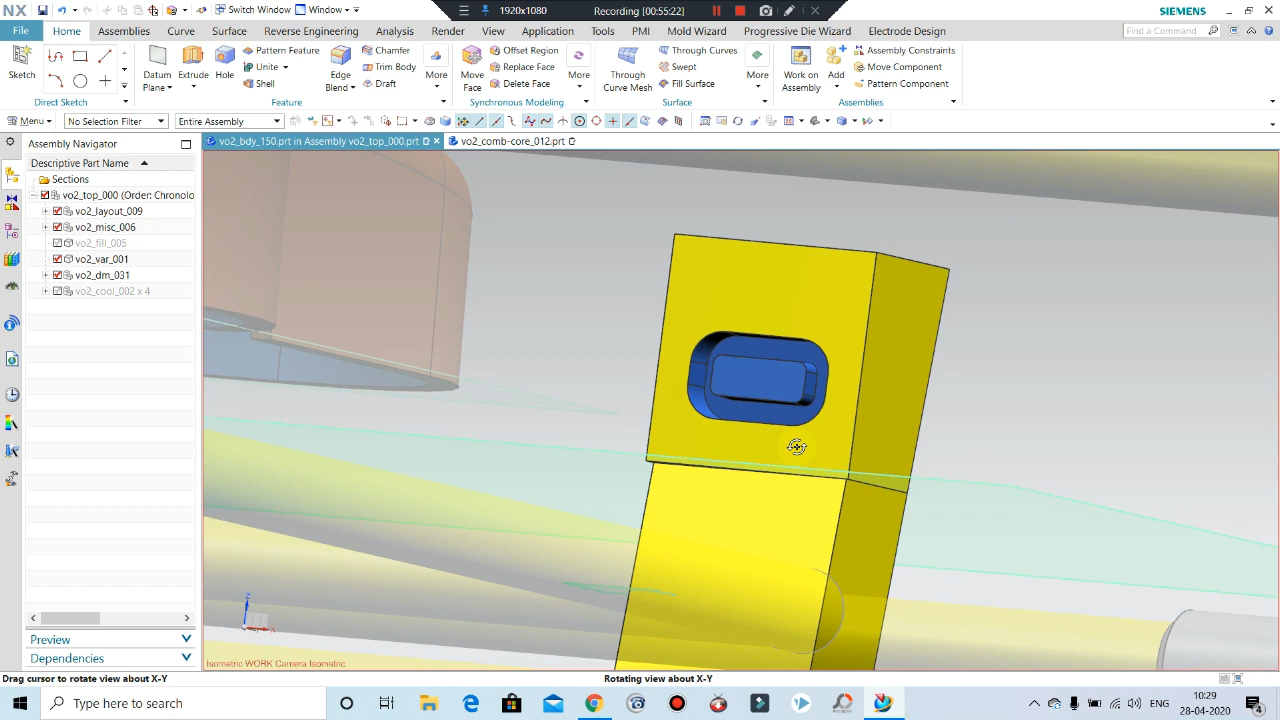 NX
Switch Window
Window
1920x1080
Recording [00:55:22]
SIEMENS
File
Home
Curve
Surface
Reverse Engineering
Analysis
Render
View
Application
Tools
PMI
Mold Wizard
Progressive Die Wizard
Electrode Design
Find a Command
Sketch
Direct Sketch
Datum Plane
Extrude
Hole
Pattern Feature
Unite
Shell
Edge Blend
Chamfer
Trim Body
Draft
More
Feature
Move Face
Offset Region
Replace Face
Delete Face
More
Synchronous Modeling
Through Curve Mesh
Through Curves
Swept
Fill Surface
More
Surface
Work on Assembly
Add
Assembly Constraints
Move Component
Pattern Component
Assemblies
Menu
No Selection Filter
Entire Assembly
Assembly Navigator
vo2_bdy_150.prt in Assembly vo2_top_000.prt
vo2_comb-core_012.prt
Descriptive Part Name
Sections
vo2_top_000 (Order: Chronolo
vo2_layout_009
vo2_misc_006
vo2_fill_005
vo2_var_001
vo2_dm_031
vo2_cool_002 x 4
Preview
Dependencies
Z
X
Isometric WORK Camera Isometric
Drag cursor to rotate view about X-Y
Rotating view about X-Y
Type here to search
ENG
10:29
28-04-2020
4